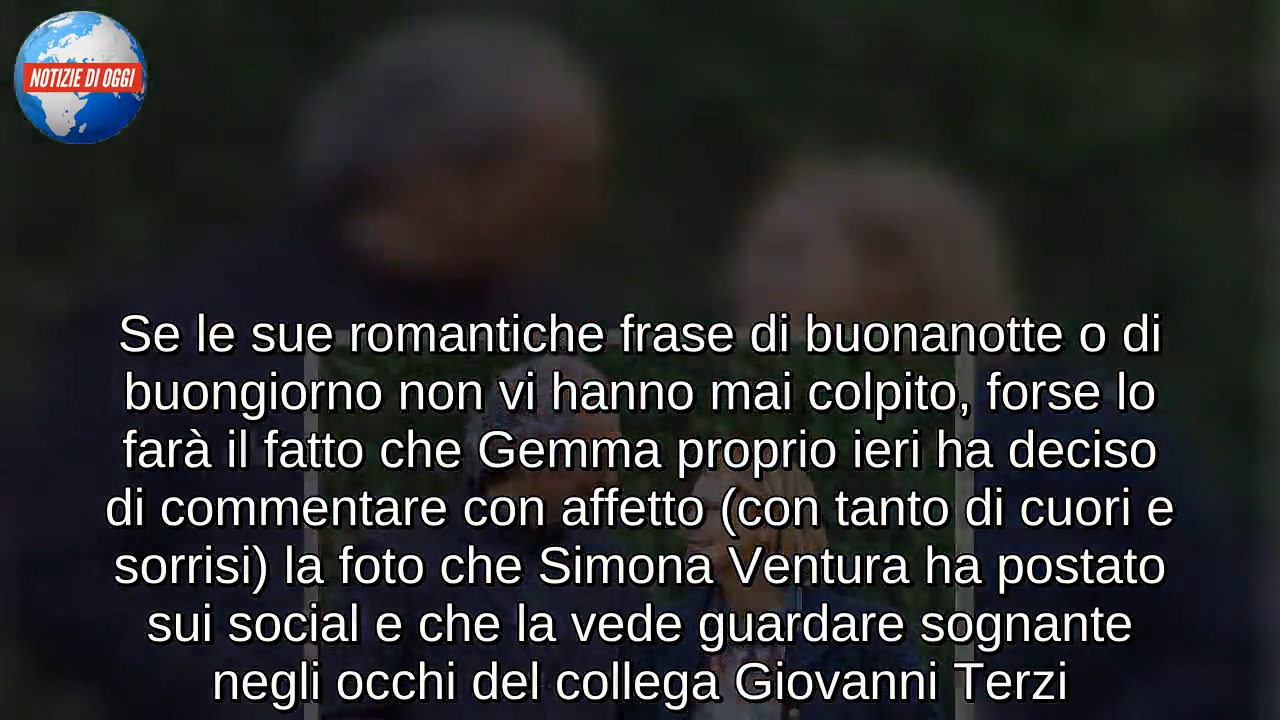 NOTIZIE DI OGGI
Se le sue romantiche frase di buonanotte o di
buongiorno non vi hanno mai colpito, forse lo
farà il fatto che Gemma proprio ieri ha deciso
di commentare con affetto (con tanto di cuori e
sorrisi) la foto che Simona Ventura ha postato
sui social e che la vede guardare sognante
negli occhi del collega Giovanni Terzi